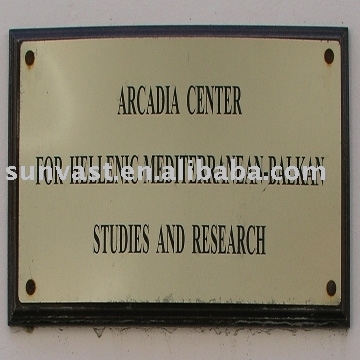 ARCADIA CENTER
FOR HELLENIC MEDITERRANEAN BALKAN
STUDIES AND RESEARCH
sunvast.en.alibaba.com